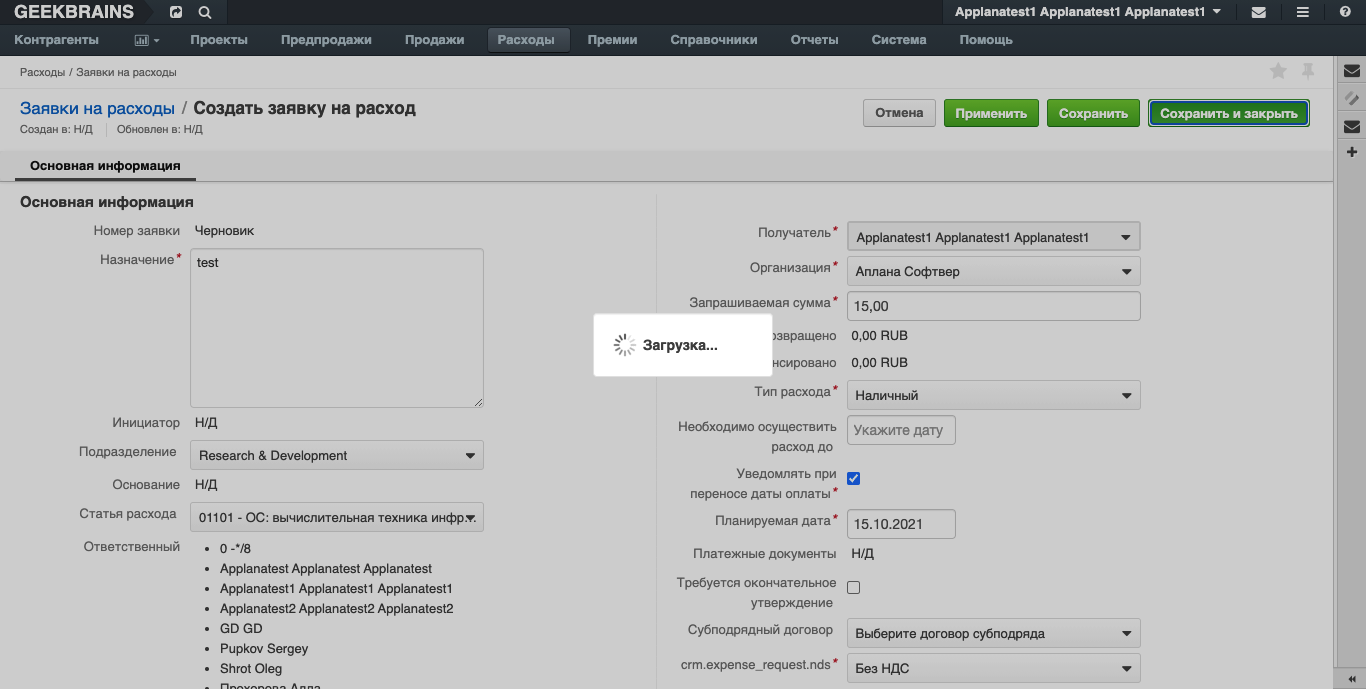 GEEKBRAINS
Applanatest1 Applanatest1 Applanatest1
Контрагенты Проекты Предпродажи Продажи Расходы Премии Справочники Отчеты Система Помощь
Расходы / Заявки на расходы
Заявки на расходы / Создать заявку на расход
Создан в: Н/Д Обновлен в: Н/Д
Отмена Применить Сохранить Сохранить и закрыть
Основная информация
Основная информация
Номер заявки Черновик
Назначение* test
Инициатор Н/Д
Подразделение Research & Development
Основание Н/Д
Статья расхода 01101 - ОС: вычислительная техника инфр...
Ответственный
• 0 -*/8
• Applanatest Applanatest Applanatest
• Applanatest1 Applanatest1 Applanatest1
• Applanatest2 Applanatest2 Applanatest2
• GD GD
• Pupkov Sergey
• Shrot Oleg
• Прохорова Алла
Получатель* Applanatest1 Applanatest1 Applanatest1
Организация* Аплана Софтвер
Запрашиваемая сумма* 15,00
озвращено 0,00 RUB
нсировано 0,00 RUB
Загрузка...
Тип расхода* Наличный
Необходимо осуществить
расход до Укажите дату
Уведомлять при
переносе даты оплаты*
Планируемая дата* 15.10.2021
Платежные документы Н/Д
Требуется окончательное
утверждение
Субподрядный договор Выберите договор субподряда
crm.expense_request.nds* Без НДС